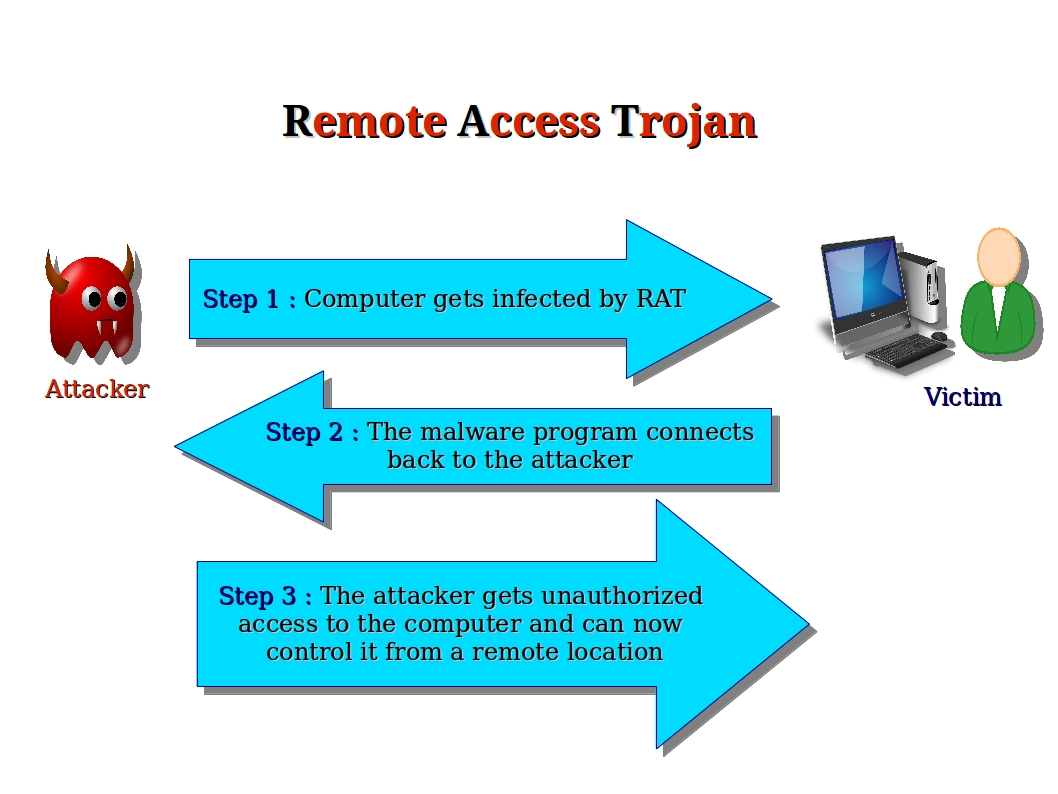 Remote Access Trojan
Step 1 : Computer gets infected by RAT
Attacker
Victim
Step 2 : The malware program connects
back to the attacker
Step 3 : The attacker gets unauthorized
access to the computer and can now
control it from a remote location